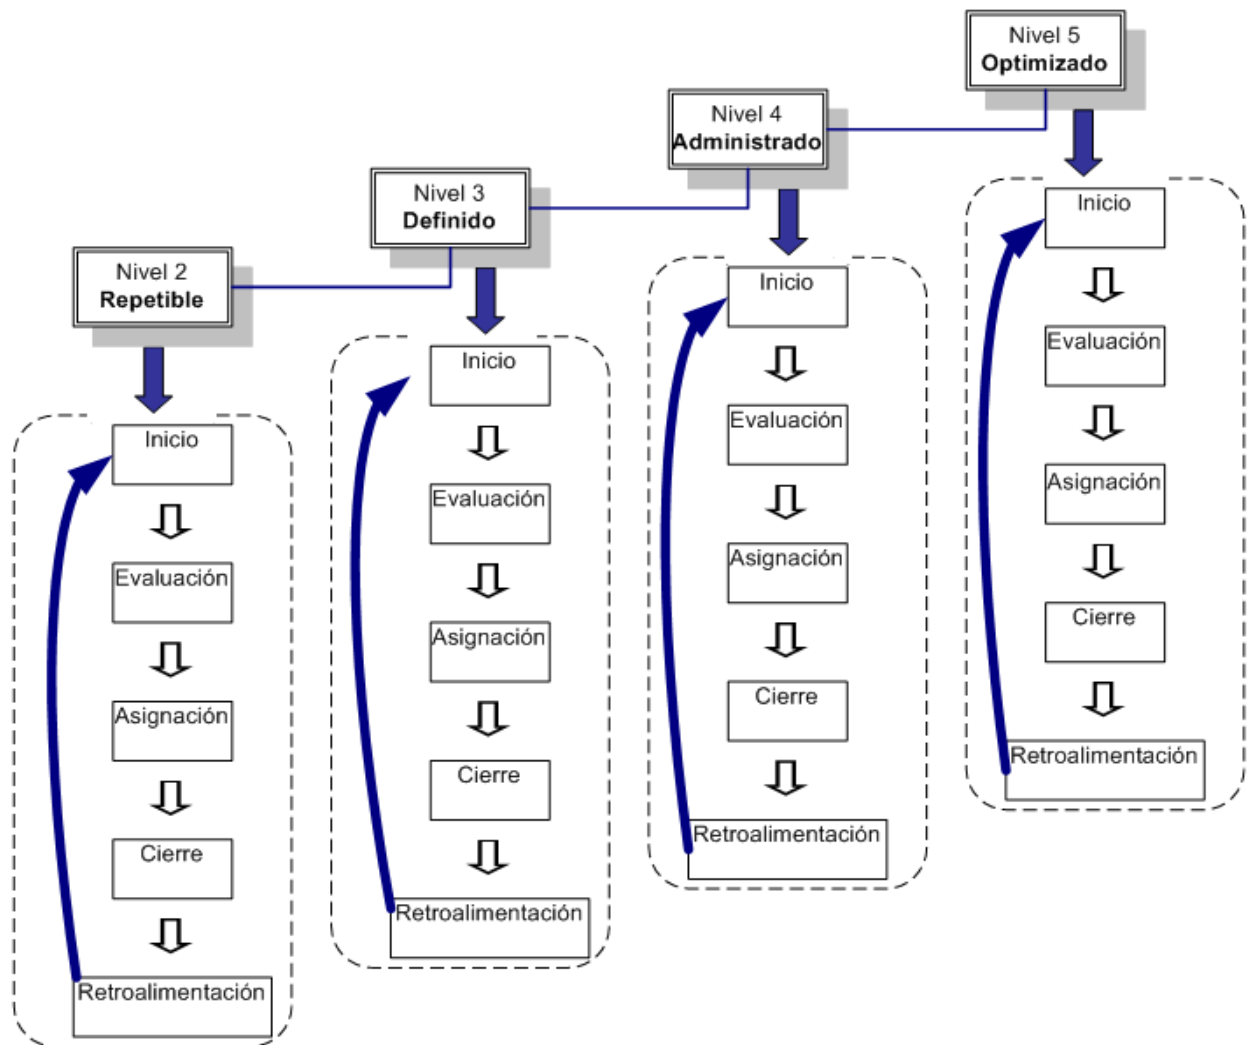 Nivel 2
Repetible
Inicio
Evaluación
Asignación
Cierre
Retroalimentación
Nivel 3
Definido
Inicio
Evaluación
Asignación
Cierre
Retroalimentación
Nivel 4
Administrado
Inicio
Evaluación
Asignación
Cierre
Retroalimentación
Nivel 5
Optimizado
Inicio
Evaluación
Asignación
Cierre
Retroalimentación